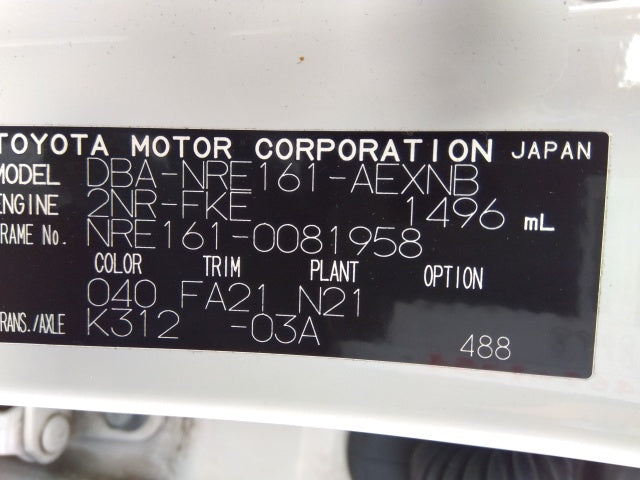 TOYOTA MOTOR CORPORATION JAPAN
MODEL DBA-NRE161-AEXNB
ENGINE 2NR-FKE 1496 mL
FRAME No. NRE161-0081958
COLOR TRIM PLANT OPTION
040 FA21 N21
TRANS./AXLE K312 -03A
488